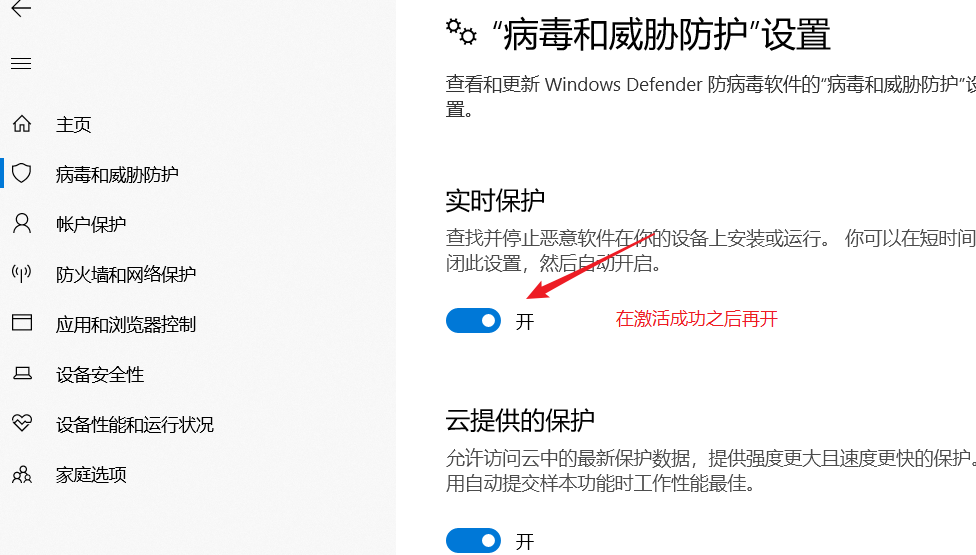 “病毒和威胁防护”设置
查看和更新 Windows Defender 防病毒软件的“病毒和威胁防护”设
置。
主页
病毒和威胁防护
帐户保护
防火墙和网络保护
应用和浏览器控制
设备安全性
设备性能和运行状况
家庭选项
实时保护
查找并停止恶意软件在你的设备上安装或运行。 你可以在短时间
闭此设置，然后自动开启。
开
在激活成功之后再开
云提供的保护
允许访问云中的最新保护数据，提供强度更大且速度更快的保护。
用自动提交样本功能时工作性能最佳。
开